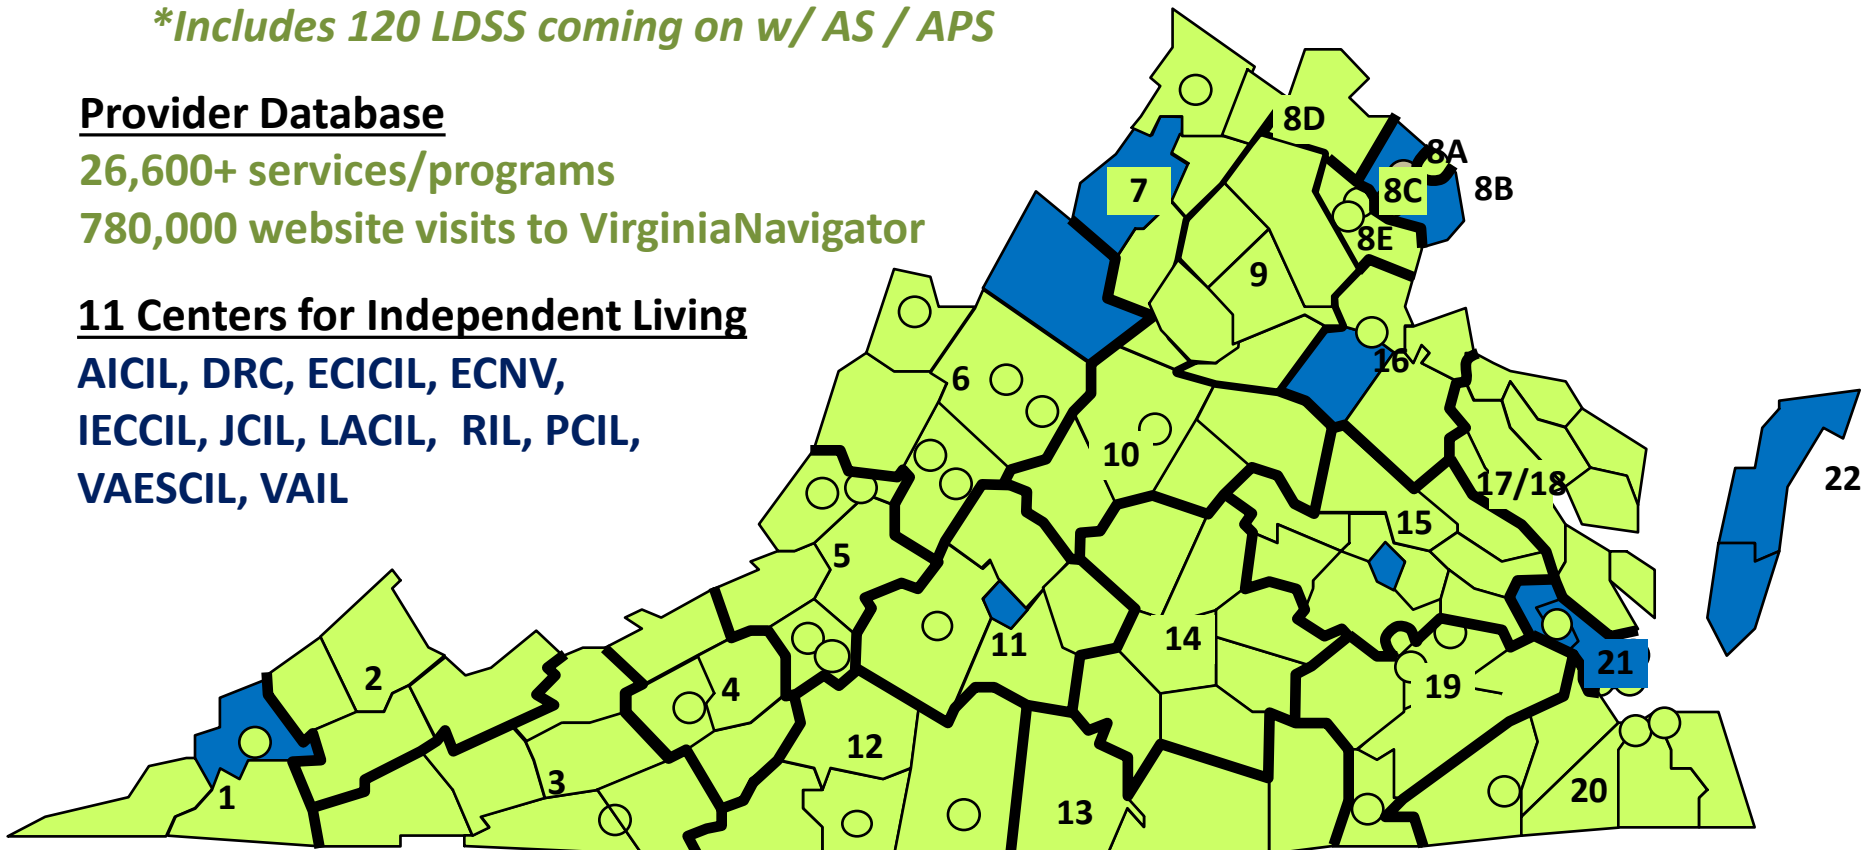 *Includes 120 LDSS coming on w/ AS / APS
Provider Database
26,600+ services/programs
780,000 website visits to VirginiaNavigator
11 Centers for Independent Living
AICIL, DRC, ECICIL, ECNV,
IECCIL, JCIL, LACIL, RIL, PCIL,
VAESCIL, VAIL
8D
8A
7
8C
8B
8E
9
16
6
10
17/18
22
15
5
11
14
21
2
4
19
12
3
1
20
13